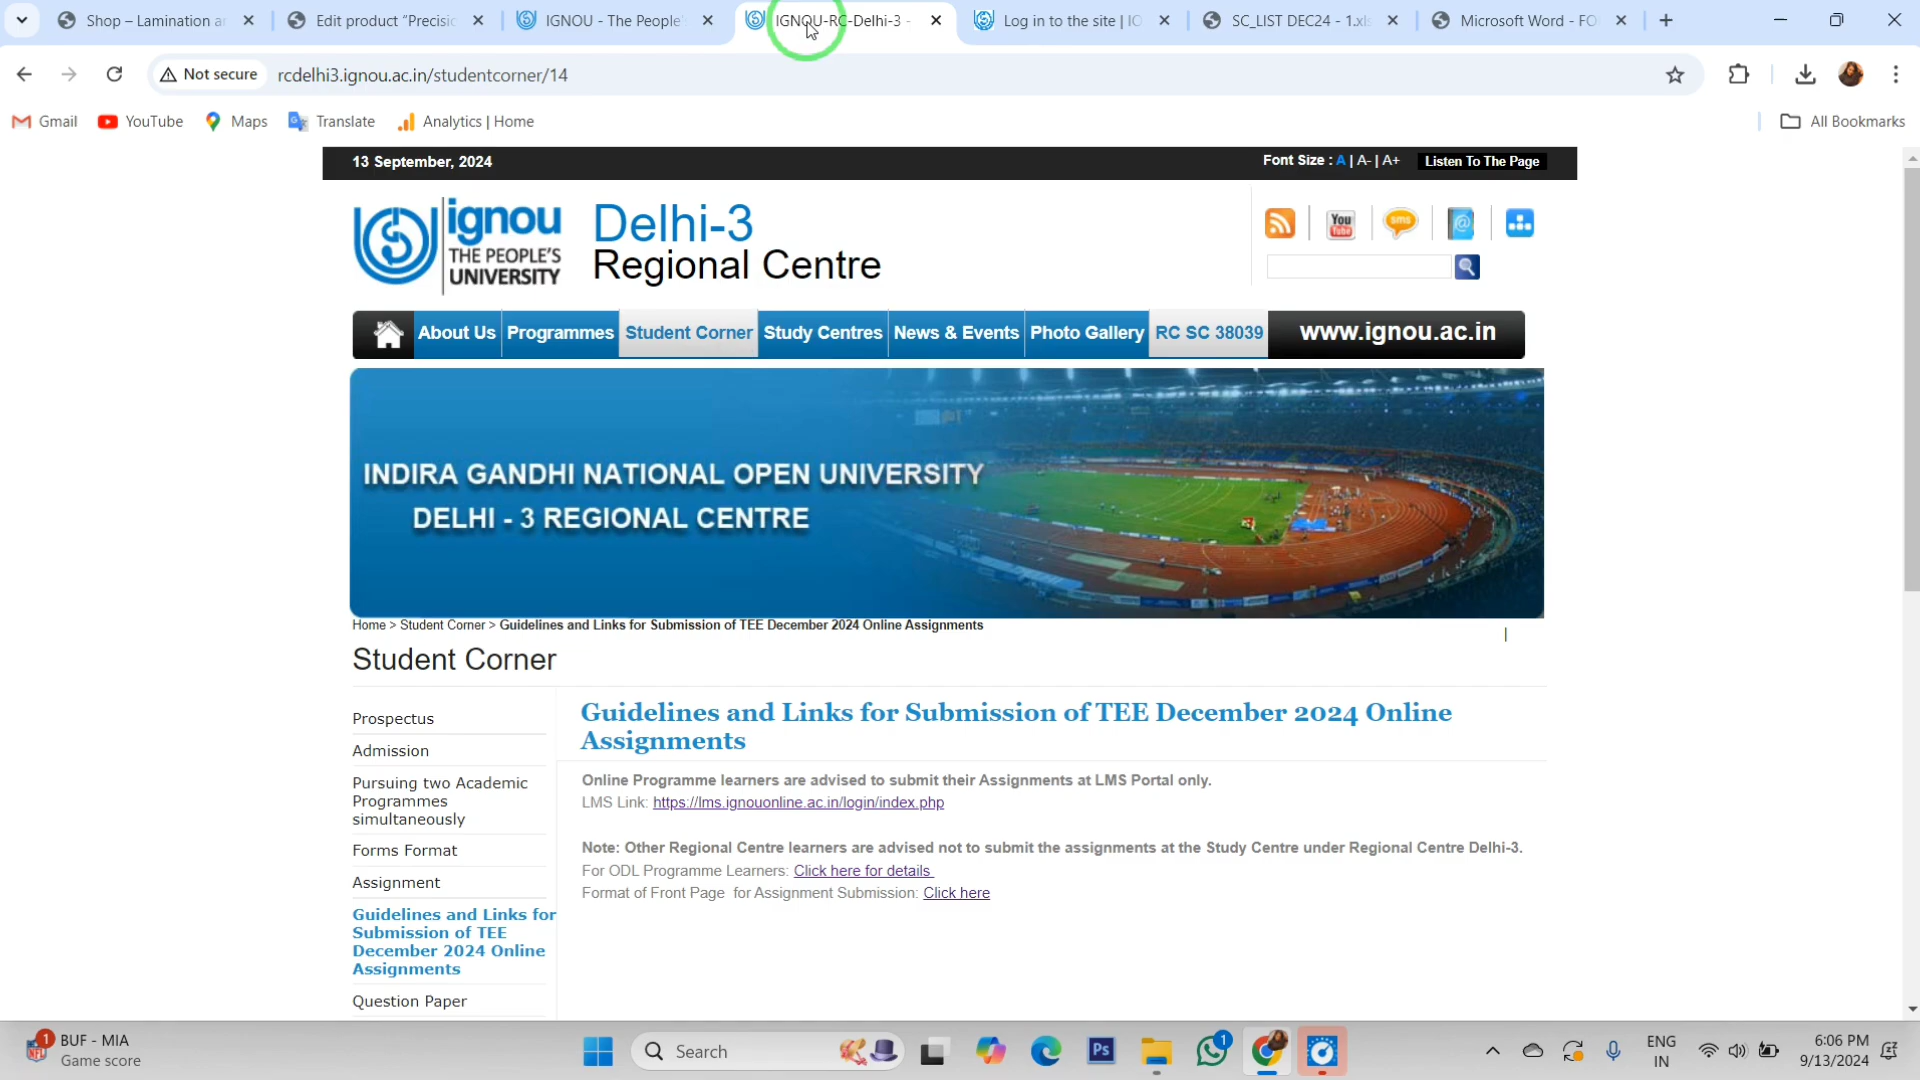 Shop – Lamination a
Edit product “Precisio
IGNOU - The People'
IGNOU-RC-Delhi-3 -
Log in to the site | IG
SC_LIST DEC24 - 1.xls
Microsoft Word - FO
Not secure
rcdelhi3.ignou.ac.in/studentcorner/14
Gmail
YouTube
Maps
Translate
Analytics | Home
All Bookmarks
13 September, 2024
Font Size : A | A- | A+
Listen To The Page
ignou
THE PEOPLE'S
UNIVERSITY
Delhi-3
Regional Centre
You
Tube
sms
@
About Us
Programmes
Student Corner
Study Centres
News & Events
Photo Gallery
RC SC 38039
www.ignou.ac.in
INDIRA GANDHI NATIONAL OPEN UNIVERSITY
DELHI - 3 REGIONAL CENTRE
Home > Student Corner > Guidelines and Links for Submission of TEE December 2024 Online Assignments
|
Student Corner
Prospectus
Admission
Pursuing two Academic
Programmes
simultaneously
Forms Format
Assignment
Guidelines and Links for
Submission of TEE
December 2024 Online
Assignments
Question Paper
Guidelines and Links for Submission of TEE December 2024 Online
Assignments
Online Programme learners are advised to submit their Assignments at LMS Portal only.
LMS Link: https://lms.ignouonline.ac.in/login/index.php
Note: Other Regional Centre learners are advised not to submit the assignments at the Study Centre under Regional Centre Delhi-3.
For ODL Programme Learners: Click here for details
Format of Front Page for Assignment Submission: Click here
1
BUF - MIA
Game score
Search
Ps
1
ENG
IN
6:06 PM
9/13/2024